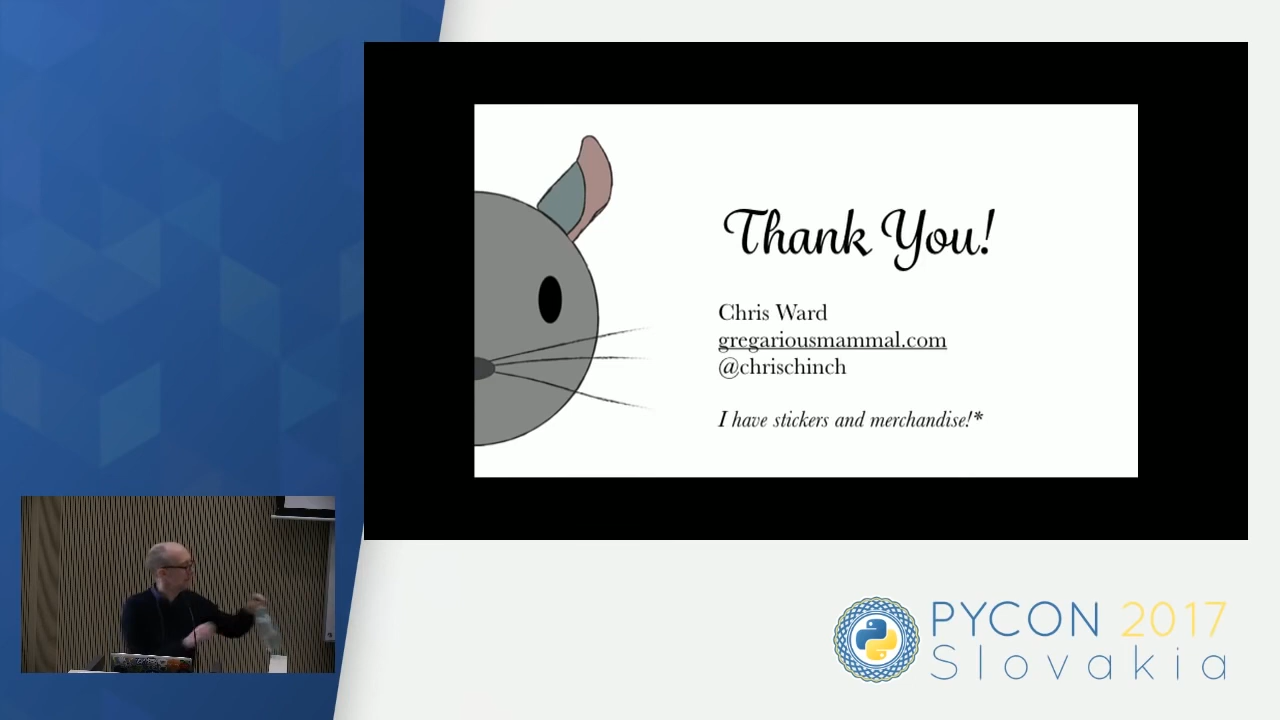 Thank You!
Chris Ward
gregariousmammal.com
@chrischinch
I have stickers and merchandise!*
PYCON 2017
Slovakia